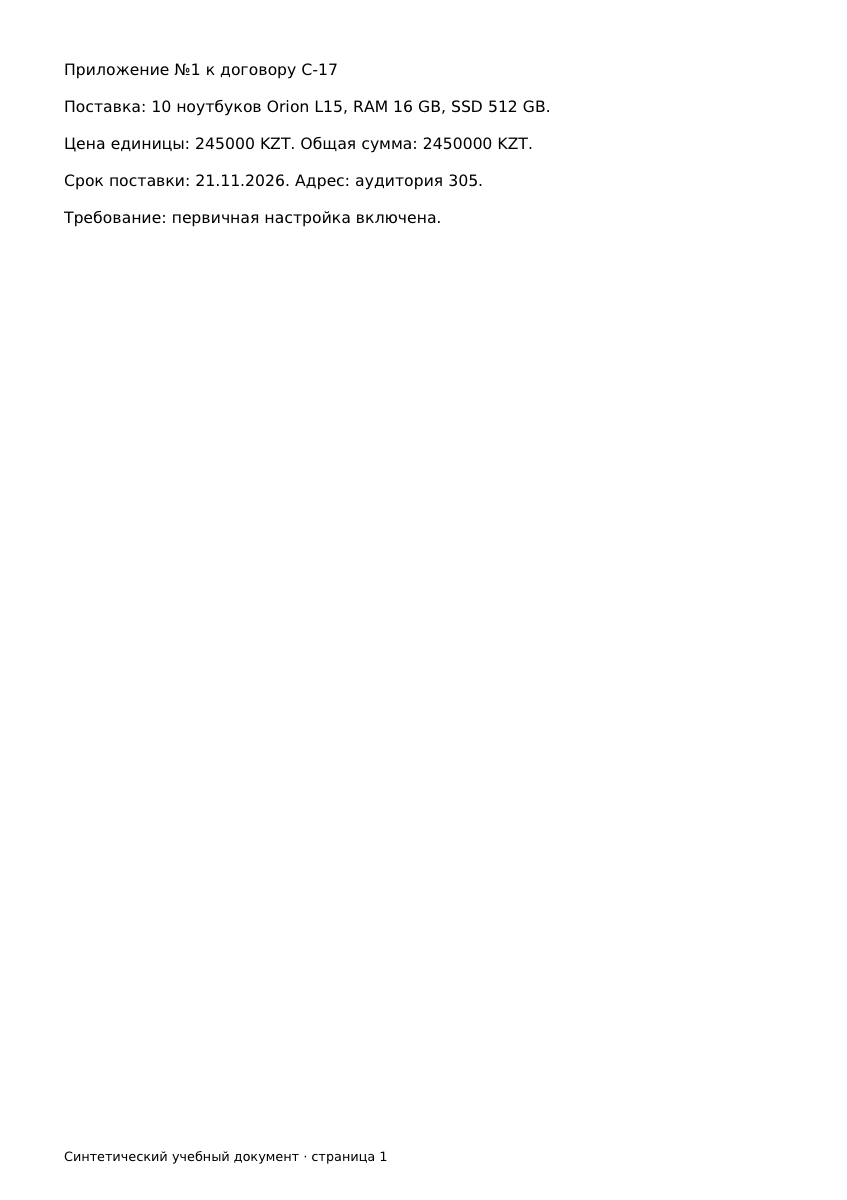 Приложение №1 к договору С-17
Поставка: 10 ноутбуков Orion L15, RAM 16 GB, SSD 512 GB.
Цена единицы: 245000 KZT. Общая сумма: 2450000 KZT.
Срок поставки: 21.11.2026. Адрес: аудитория 305.
Требование: первичная настройка включена.
Синтетический учебный документ · страница 1